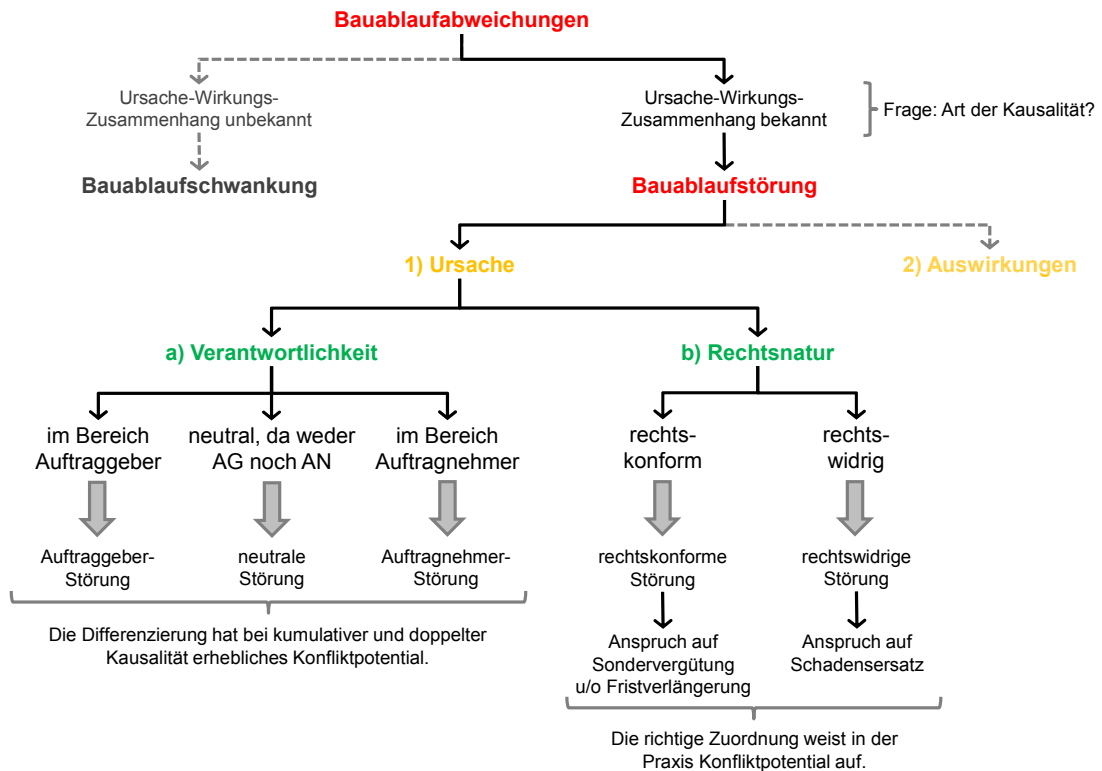 Bauablaufabweichungen
Ursache-Wirkungs-
Zusammenhang unbekannt
Ursache-Wirkungs-
Zusammenhang bekannt
Frage: Art der Kausalität?
Bauablaufschwankung
Bauablaufstörung
1) Ursache
2) Auswirkungen
a) Verantwortlichkeit
b) Rechtsnatur
im Bereich
Auftraggeber
neutral, da weder
AG noch AN
im Bereich
Auftragnehmer
rechts-
konform
rechts-
widrig
Auftraggeber-
Störung
neutrale
Störung
Auftragnehmer-
Störung
rechtskonforme
Störung
rechtswidrige
Störung
Die Differenzierung hat bei kumulativer und doppelter
Kausalität erhebliches Konfliktpotential.
Anspruch auf
Sondervergütung
u/o Fristverlängerung
Anspruch auf
Schadensersatz
Die richtige Zuordnung weist in der
Praxis Konfliktpotential auf.